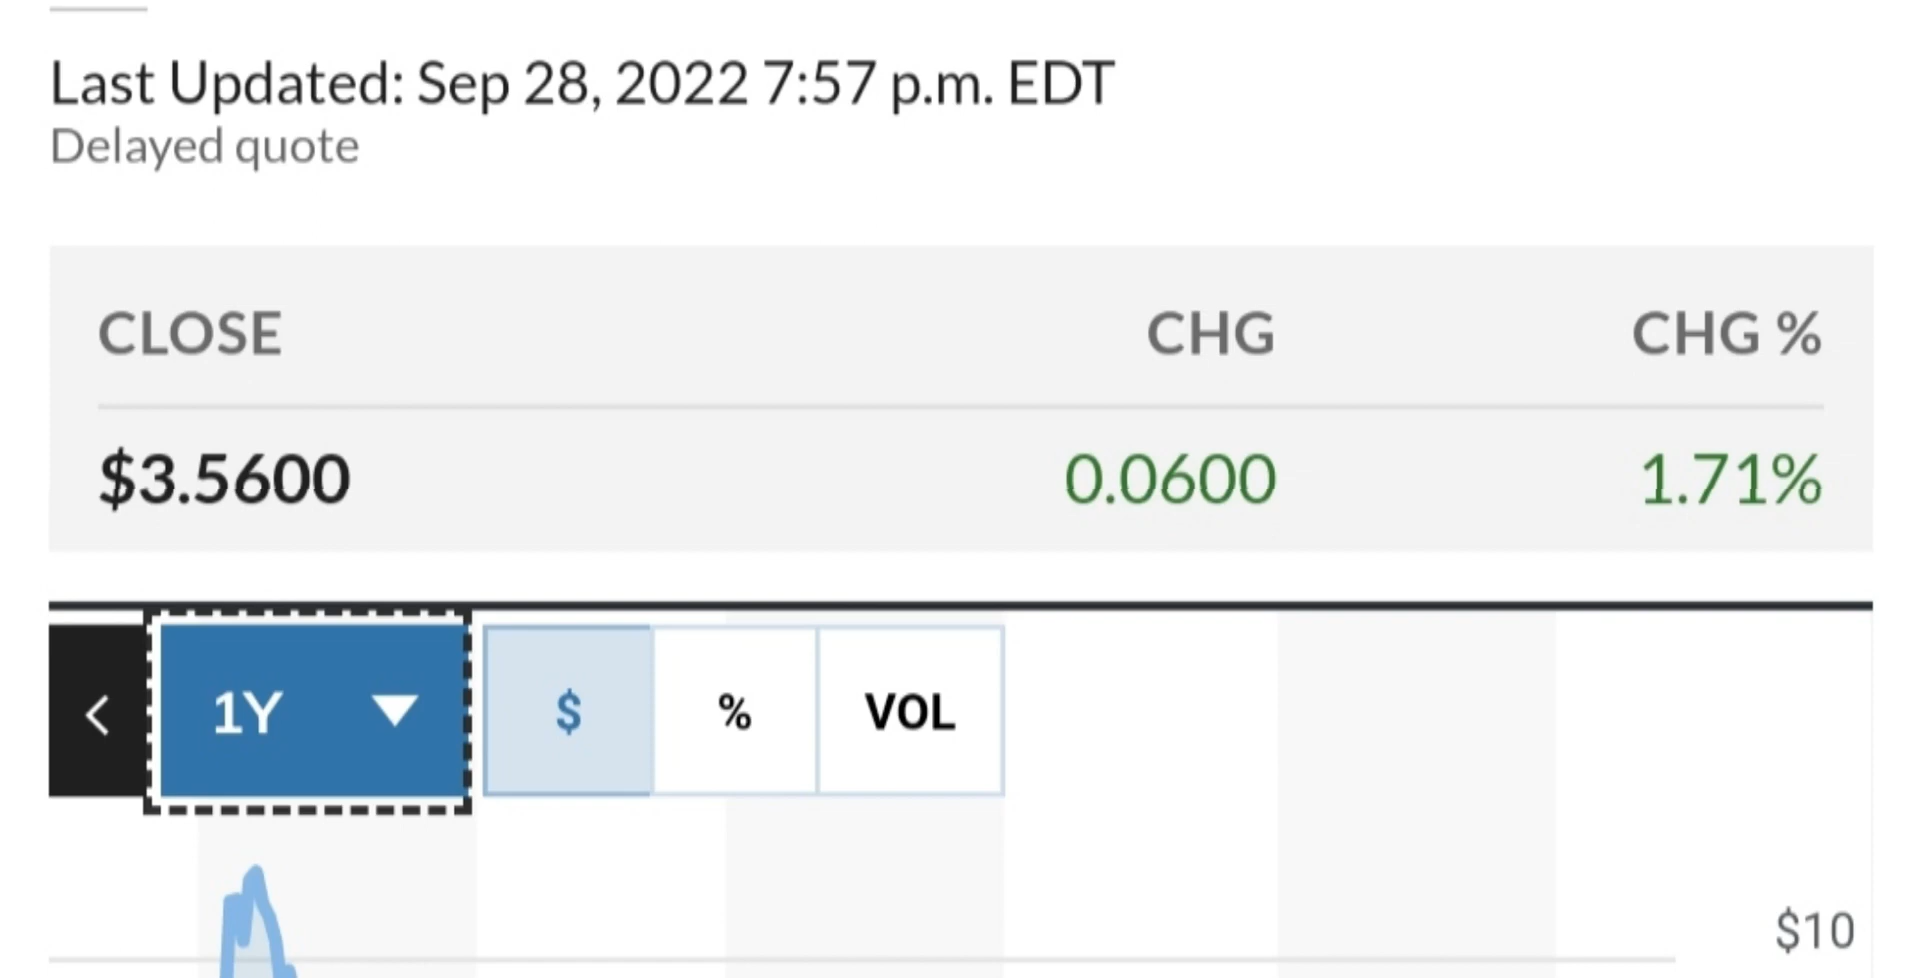 Last Updated: Sep 28, 2022 7:57 p.m. EDT
Delayed quote
CLOSE CHG CHG %
$3.5600 0.0600 1.71%
1Y $ % VOL
$10